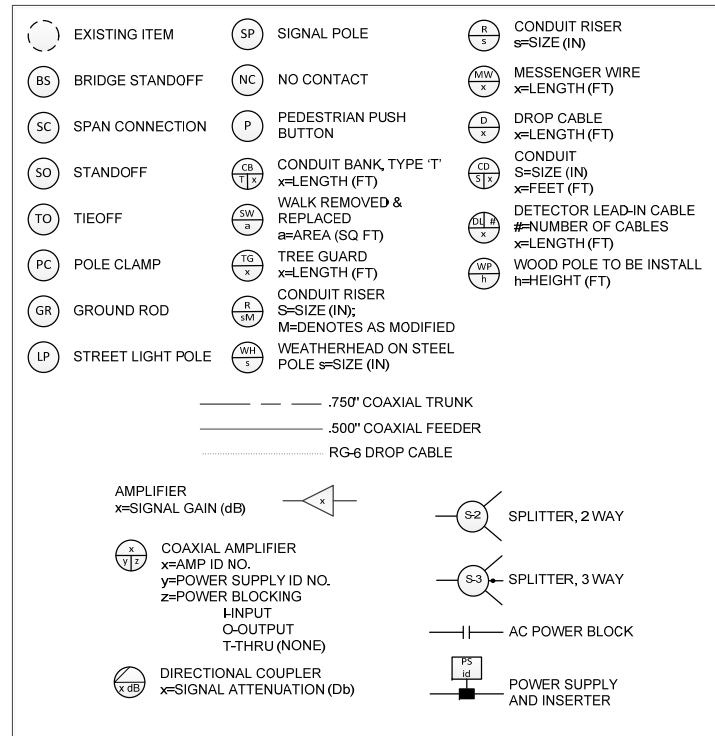 EXISTING ITEM
BS BRIDGE STANDOFF
SC SPAN CONNECTION
SO STANDOFF
TO TIEOFF
PC POLE CLAMP
GR GROUND ROD
LP STREET LIGHT POLE
SP SIGNAL POLE
NC NO CONTACT
P PEDESTRIAN PUSH
BUTTON
CB
T x
CONDUIT BANK, TYPE ‘T’
x=LENGTH (FT)
SW
a
WALK REMOVED &
REPLACED
a=AREA (SQ FT)
TG
x
TREE GUARD
x=LENGTH (FT)
R
sM
CONDUIT RISER
S=SIZE (IN);
M=DENOTES AS MODIFIED
WH
s
WEATHERHEAD ON STEEL
POLE s=SIZE (IN)
R
s
CONDUIT RISER
s=SIZE (IN)
MW
x
MESSENGER WIRE
x=LENGTH (FT)
D
x
DROP CABLE
x=LENGTH (FT)
CD
S x
CONDUIT
S=SIZE (IN)
x=FEET (FT)
DL #
x
DETECTOR LEAD-IN CABLE
#=NUMBER OF CABLES
x=LENGTH (FT)
WP
h
WOOD POLE TO BE INSTALL
h=HEIGHT (FT)
.750" COAXIAL TRUNK
.500" COAXIAL FEEDER
RG-6 DROP CABLE
AMPLIFIER
x=SIGNAL GAIN (dB)
x
x
y z
COAXIAL AMPLIFIER
x=AMP ID NO.
y=POWER SUPPLY ID NO.
z=POWER BLOCKING
I-INPUT
O-OUTPUT
T-THRU (NONE)
x dB
DIRECTIONAL COUPLER
x=SIGNAL ATTENUATION (Db)
S-2 SPLITTER, 2 WAY
S-3 SPLITTER, 3 WAY
AC POWER BLOCK
PS
id
POWER SUPPLY
AND INSERTER